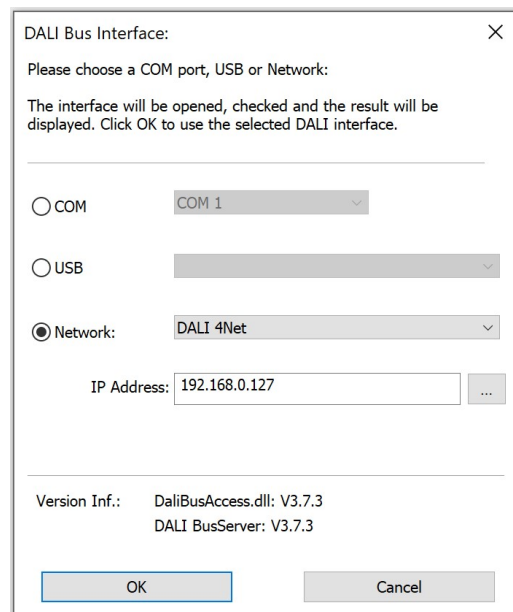 DALI Bus Interface:
Please choose a COM port, USB or Network:
The interface will be opened, checked and the result will be
displayed. Click OK to use the selected DALI interface.
COM
COM 1
USB
Network:
DALI 4Net
IP Address:
192.168.0.127
...
Version Inf.: DaliBusAccess.dll: V3.7.3
DALI BusServer: V3.7.3
OK
Cancel